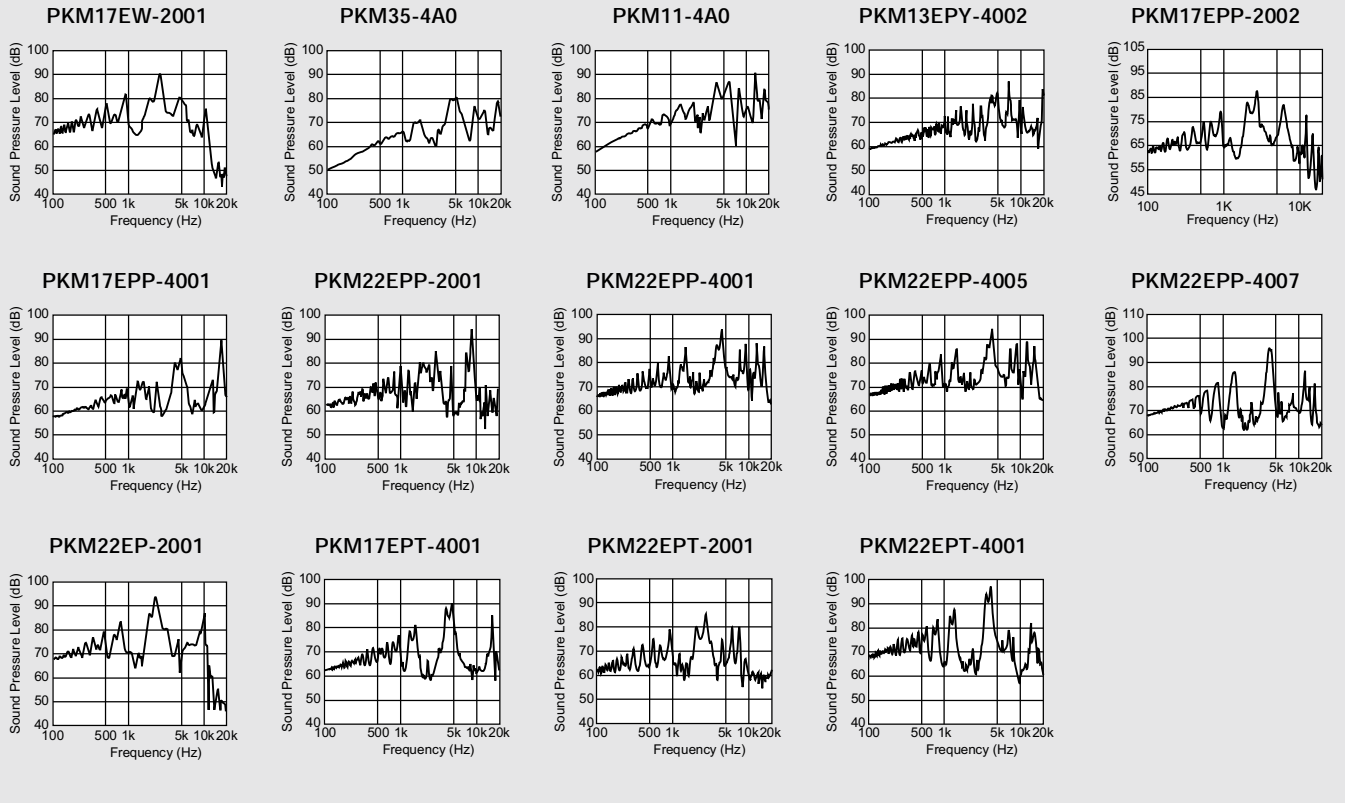 PKM17EW-2001
Sound Pressure Level (dB)
100
90
80
70
60
50
40
100 500 1k 5k 10k 20k
Frequency (Hz)
PKM35-4A0
Sound Pressure Level (dB)
100
90
80
70
60
50
40
100 500 1k 5k 10k 20k
Frequency (Hz)
PKM11-4A0
Sound Pressure Level (dB)
100
90
80
70
60
50
40
100 500 1k 5k 10k 20k
Frequency (Hz)
PKM13EPY-4002
Sound Pressure Level (dB)
100
90
80
70
60
50
40
100 500 1k 5k 10k 20k
Frequency (Hz)
PKM17EPP-2002
Sound Pressure Level (dB)
105
95
85
75
65
55
45
100 1K 10K
Frequency (Hz)
PKM17EPP-4001
Sound Pressure Level (dB)
100
90
80
70
60
50
40
100 500 1k 5k 10k 20k
Frequency (Hz)
PKM22EPP-2001
Sound Pressure Level (dB)
100
90
80
70
60
50
40
100 500 1k 5k 10k 20k
Frequency (Hz)
PKM22EPP-4001
Sound Pressure Level (dB)
100
90
80
70
60
50
40
100 500 1k 5k 10k 20k
Frequency (Hz)
PKM22EPP-4005
Sound Pressure Level (dB)
100
90
80
70
60
50
40
100 500 1k 5k 10k 20k
Frequency (Hz)
PKM22EPP-4007
Sound Pressure Level (dB)
110
100
90
80
70
60
50
100 500 1k 5k 10k 20k
Frequency (Hz)
PKM22EP-2001
Sound Pressure Level (dB)
100
90
80
70
60
50
40
100 500 1k 5k 10k 20k
Frequency (Hz)
PKM17EPT-4001
Sound Pressure Level (dB)
100
90
80
70
60
50
40
100 500 1k 5k 10k 20k
Frequency (Hz)
PKM22EPT-2001
Sound Pressure Level (dB)
100
90
80
70
60
50
40
100 500 1k 5k 10k 20k
Frequency (Hz)
PKM22EPT-4001
Sound Pressure Level (dB)
100
90
80
70
60
50
40
100 500 1k 5k 10k 20k
Frequency (Hz)